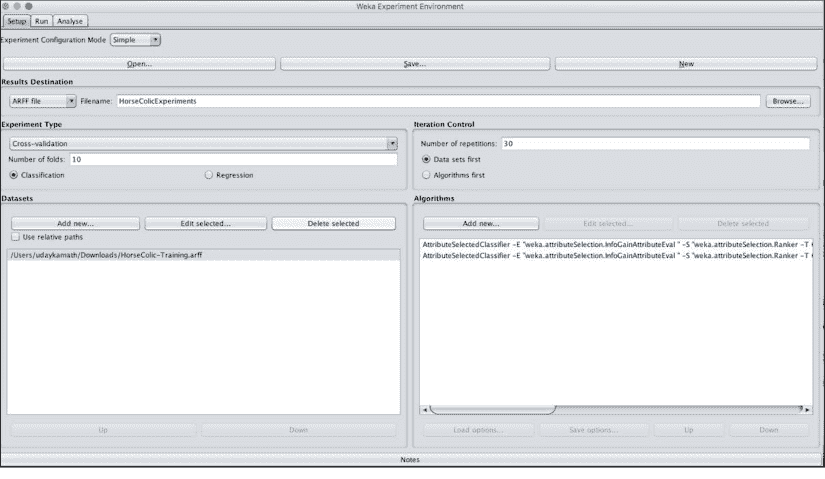 Weka Experiment Environment
Setup Run Analyse
Experiment Configuration Mode Simple
Open... Save... New
Results Destination
ARFF file Filename: HorseColicExperiments Browse...
Experiment Type
Cross-validation
Number of folds: 10
Classification Regression
Iteration Control
Number of repetitions: 30
Data sets first
Algorithms first
Datasets
Add new... Edit selected... Delete selected
Use relative paths
/Users/udaykamath/Downloads/HorseColic-Training.arff
Up Down
Algorithms
Add new... Edit selected... Delete selected
AttributeSelectedClassifier -E "weka.attributeSelection.InfoGainAttributeEval " -S "weka.attributeSelection.Ranker -T
AttributeSelectedClassifier -E "weka.attributeSelection.InfoGainAttributeEval " -S "weka.attributeSelection.Ranker -T
Load options... Save options... Up Down
Notes